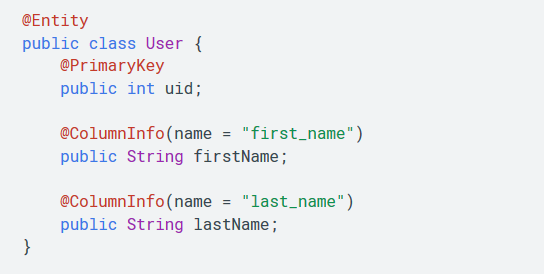 @Entity
public class User {
    @PrimaryKey
    public int uid;

    @ColumnInfo(name = "first_name")
    public String firstName;

    @ColumnInfo(name = "last_name")
    public String lastName;
}